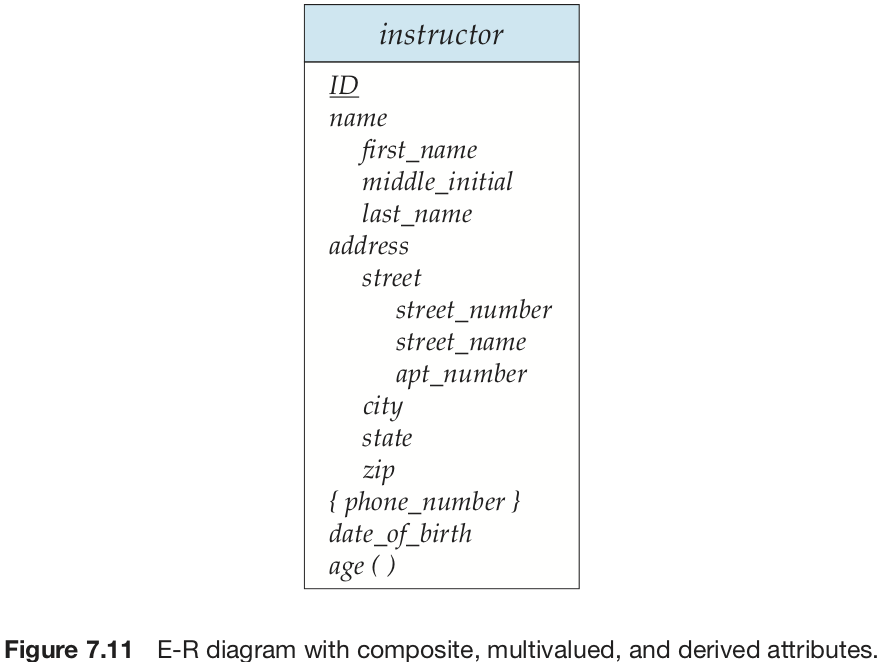 instructor
ID
name
first_name
middle_initial
last_name
address
street
street_number
street_name
apt_number
city
state
zip
{ phone_number }
date_of_birth
age ( )
Figure 7.11 E-R diagram with composite, multivalued, and derived attributes.